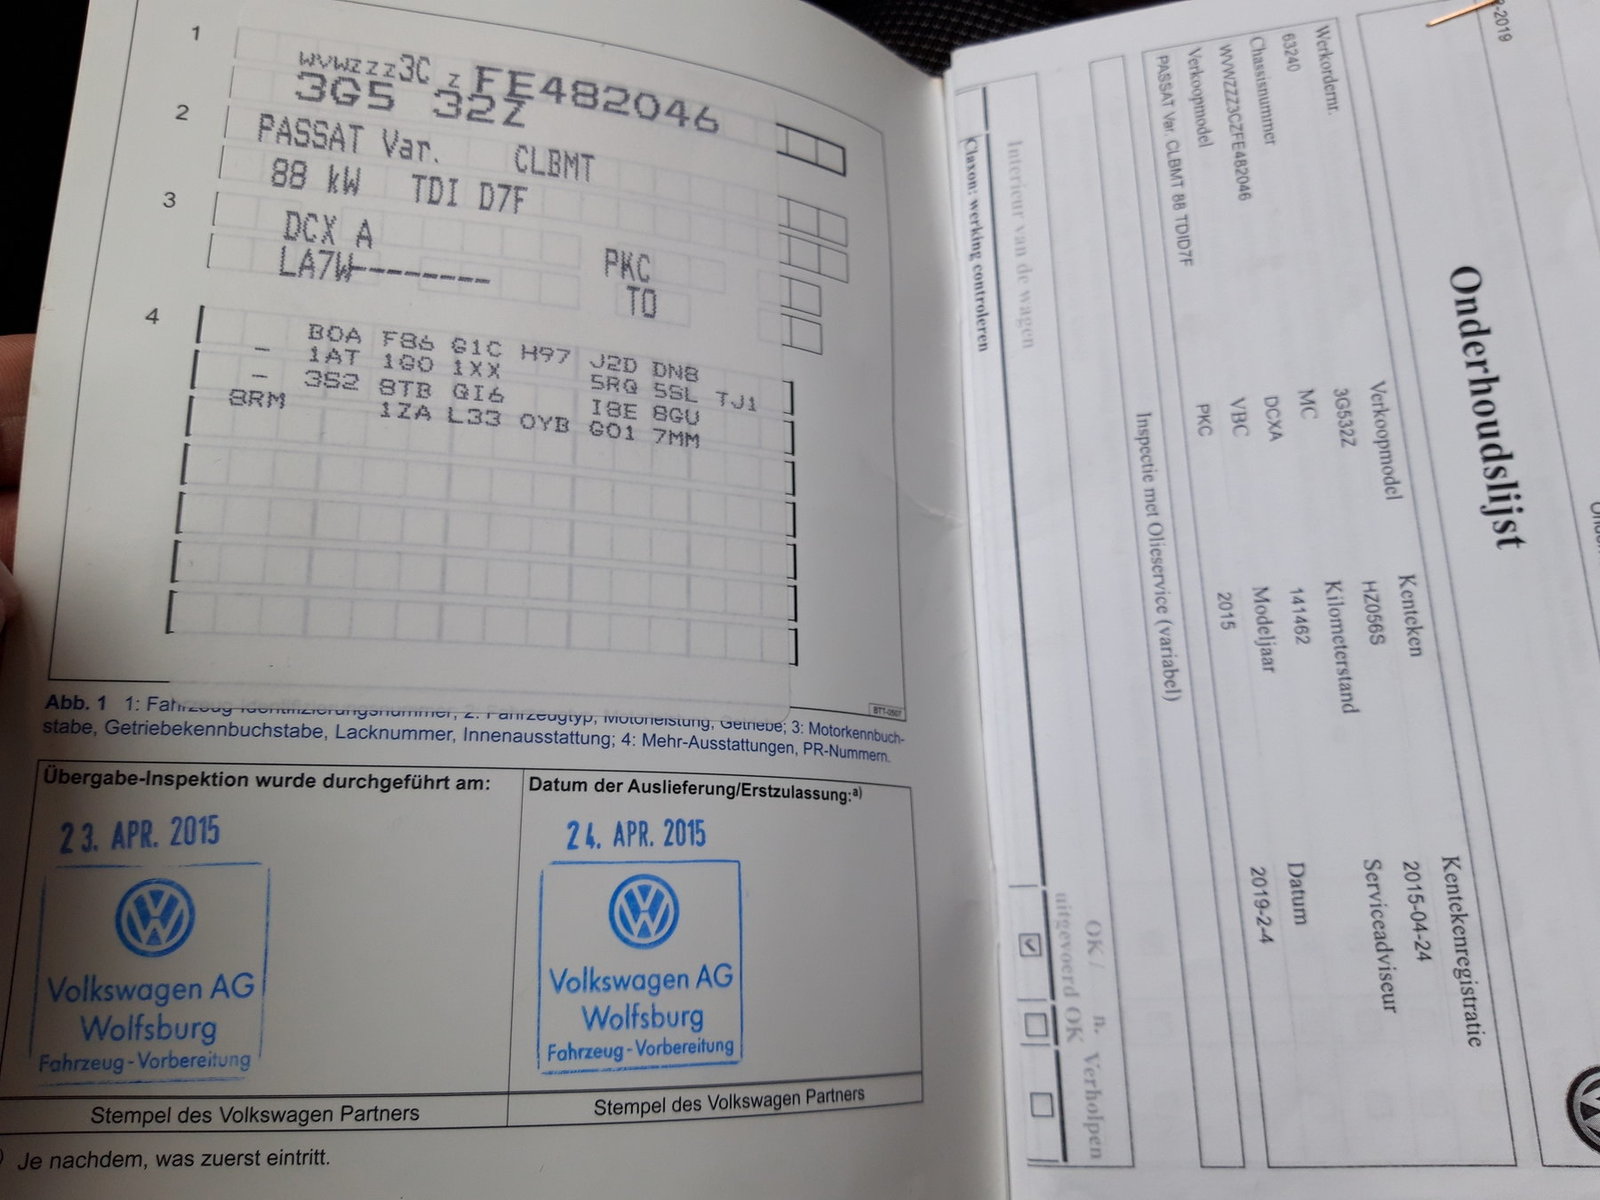 1
WVWZZZ3C Z FE482046
3G5 32Z
2
PASSAT Var. CLBMT
88 kW TDI D7F
3
DCX A
LA7W-------- PKC
TO
4
BOA F86 G1C H97 J2D DN8
- 1AT 1G0 1XX 5RQ 5SL TJ1
- 3S2 8TB GI6 I8E 8GU
8RM 1ZA L33 0YB G01 7MM
BTT-0507
Abb. 1 1: Fahrzeug-Identifizierungsnummer; 2: Fahrzeugtyp, Motorleistung, Getriebe; 3: Motorkennbuch-
stabe, Getriebekennbuchstabe, Lacknummer, Innenausstattung; 4: Mehr-Ausstattungen, PR-Nummern.
Übergabe-Inspektion wurde durchgeführt am:
23. APR. 2015
Volkswagen AG
Wolfsburg
Fahrzeug-Vorbereitung
Stempel des Volkswagen Partners
Datum der Auslieferung/Erstzulassung:a)
24. APR. 2015
Volkswagen AG
Wolfsburg
Fahrzeug-Vorbereitung
Stempel des Volkswagen Partners
Je nachdem, was zuerst eintritt.
-2019
Onderhoudslijst
Werkordernr.
63240
Chassisnummer
WVWZZZ3CZFE482046
Verkoopmodel
PASSAT Var. CLBMT 88 TDID7F
Verkoopmodel
3G532Z
MC
DCXA
VBC
PKC
Kenteken
HZ056S
Kilometerstand
141462
Modeljaar
2015
Kentekenregistratie
2015-04-24
Serviceadviseur
Datum
2019-2-4
Inspectie met Olieservice (variabel)
Interieur van de wagen
OK / uitgevoerd
n. OK
Verholpen
Claxon: werking controleren